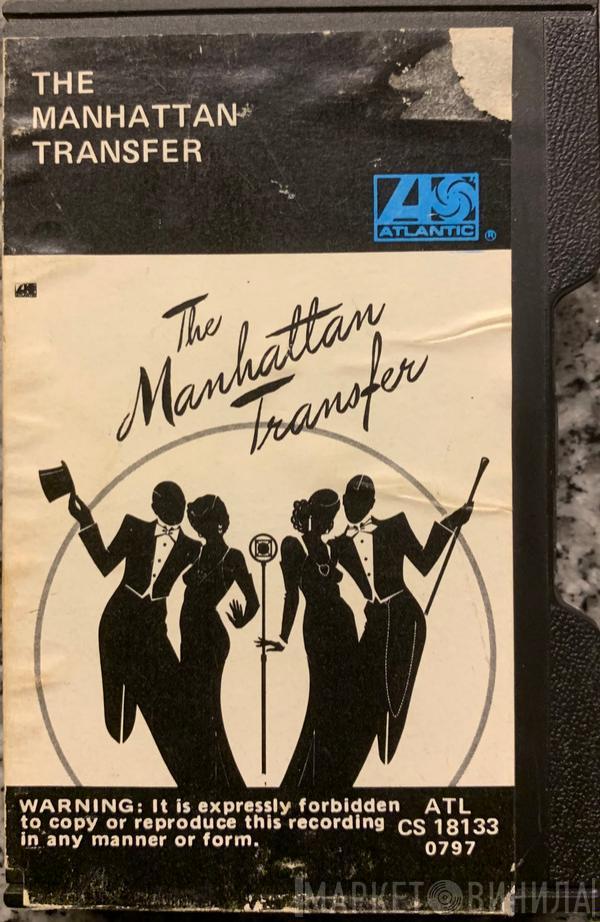 THE
MANHATTAN
TRANSFER
ATLANTIC®
The
Manhattan
Transfer
WARNING: It is expressly forbidden
to copy or reproduce this recording
in any manner or form.
ATL
CS 18133
0797
МАРКЕТ ВИНИЛА